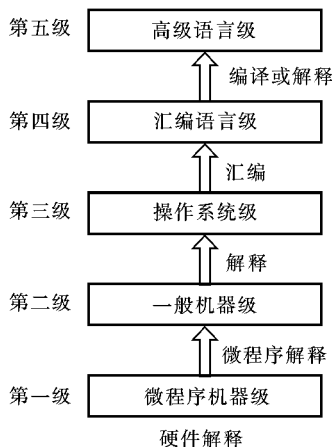 第五级 高级语言级
编译或解释
第四级 汇编语言级
汇编
第三级 操作系统级
解释
第二级 一般机器级
微程序解释
第一级 微程序机器级
硬件解释